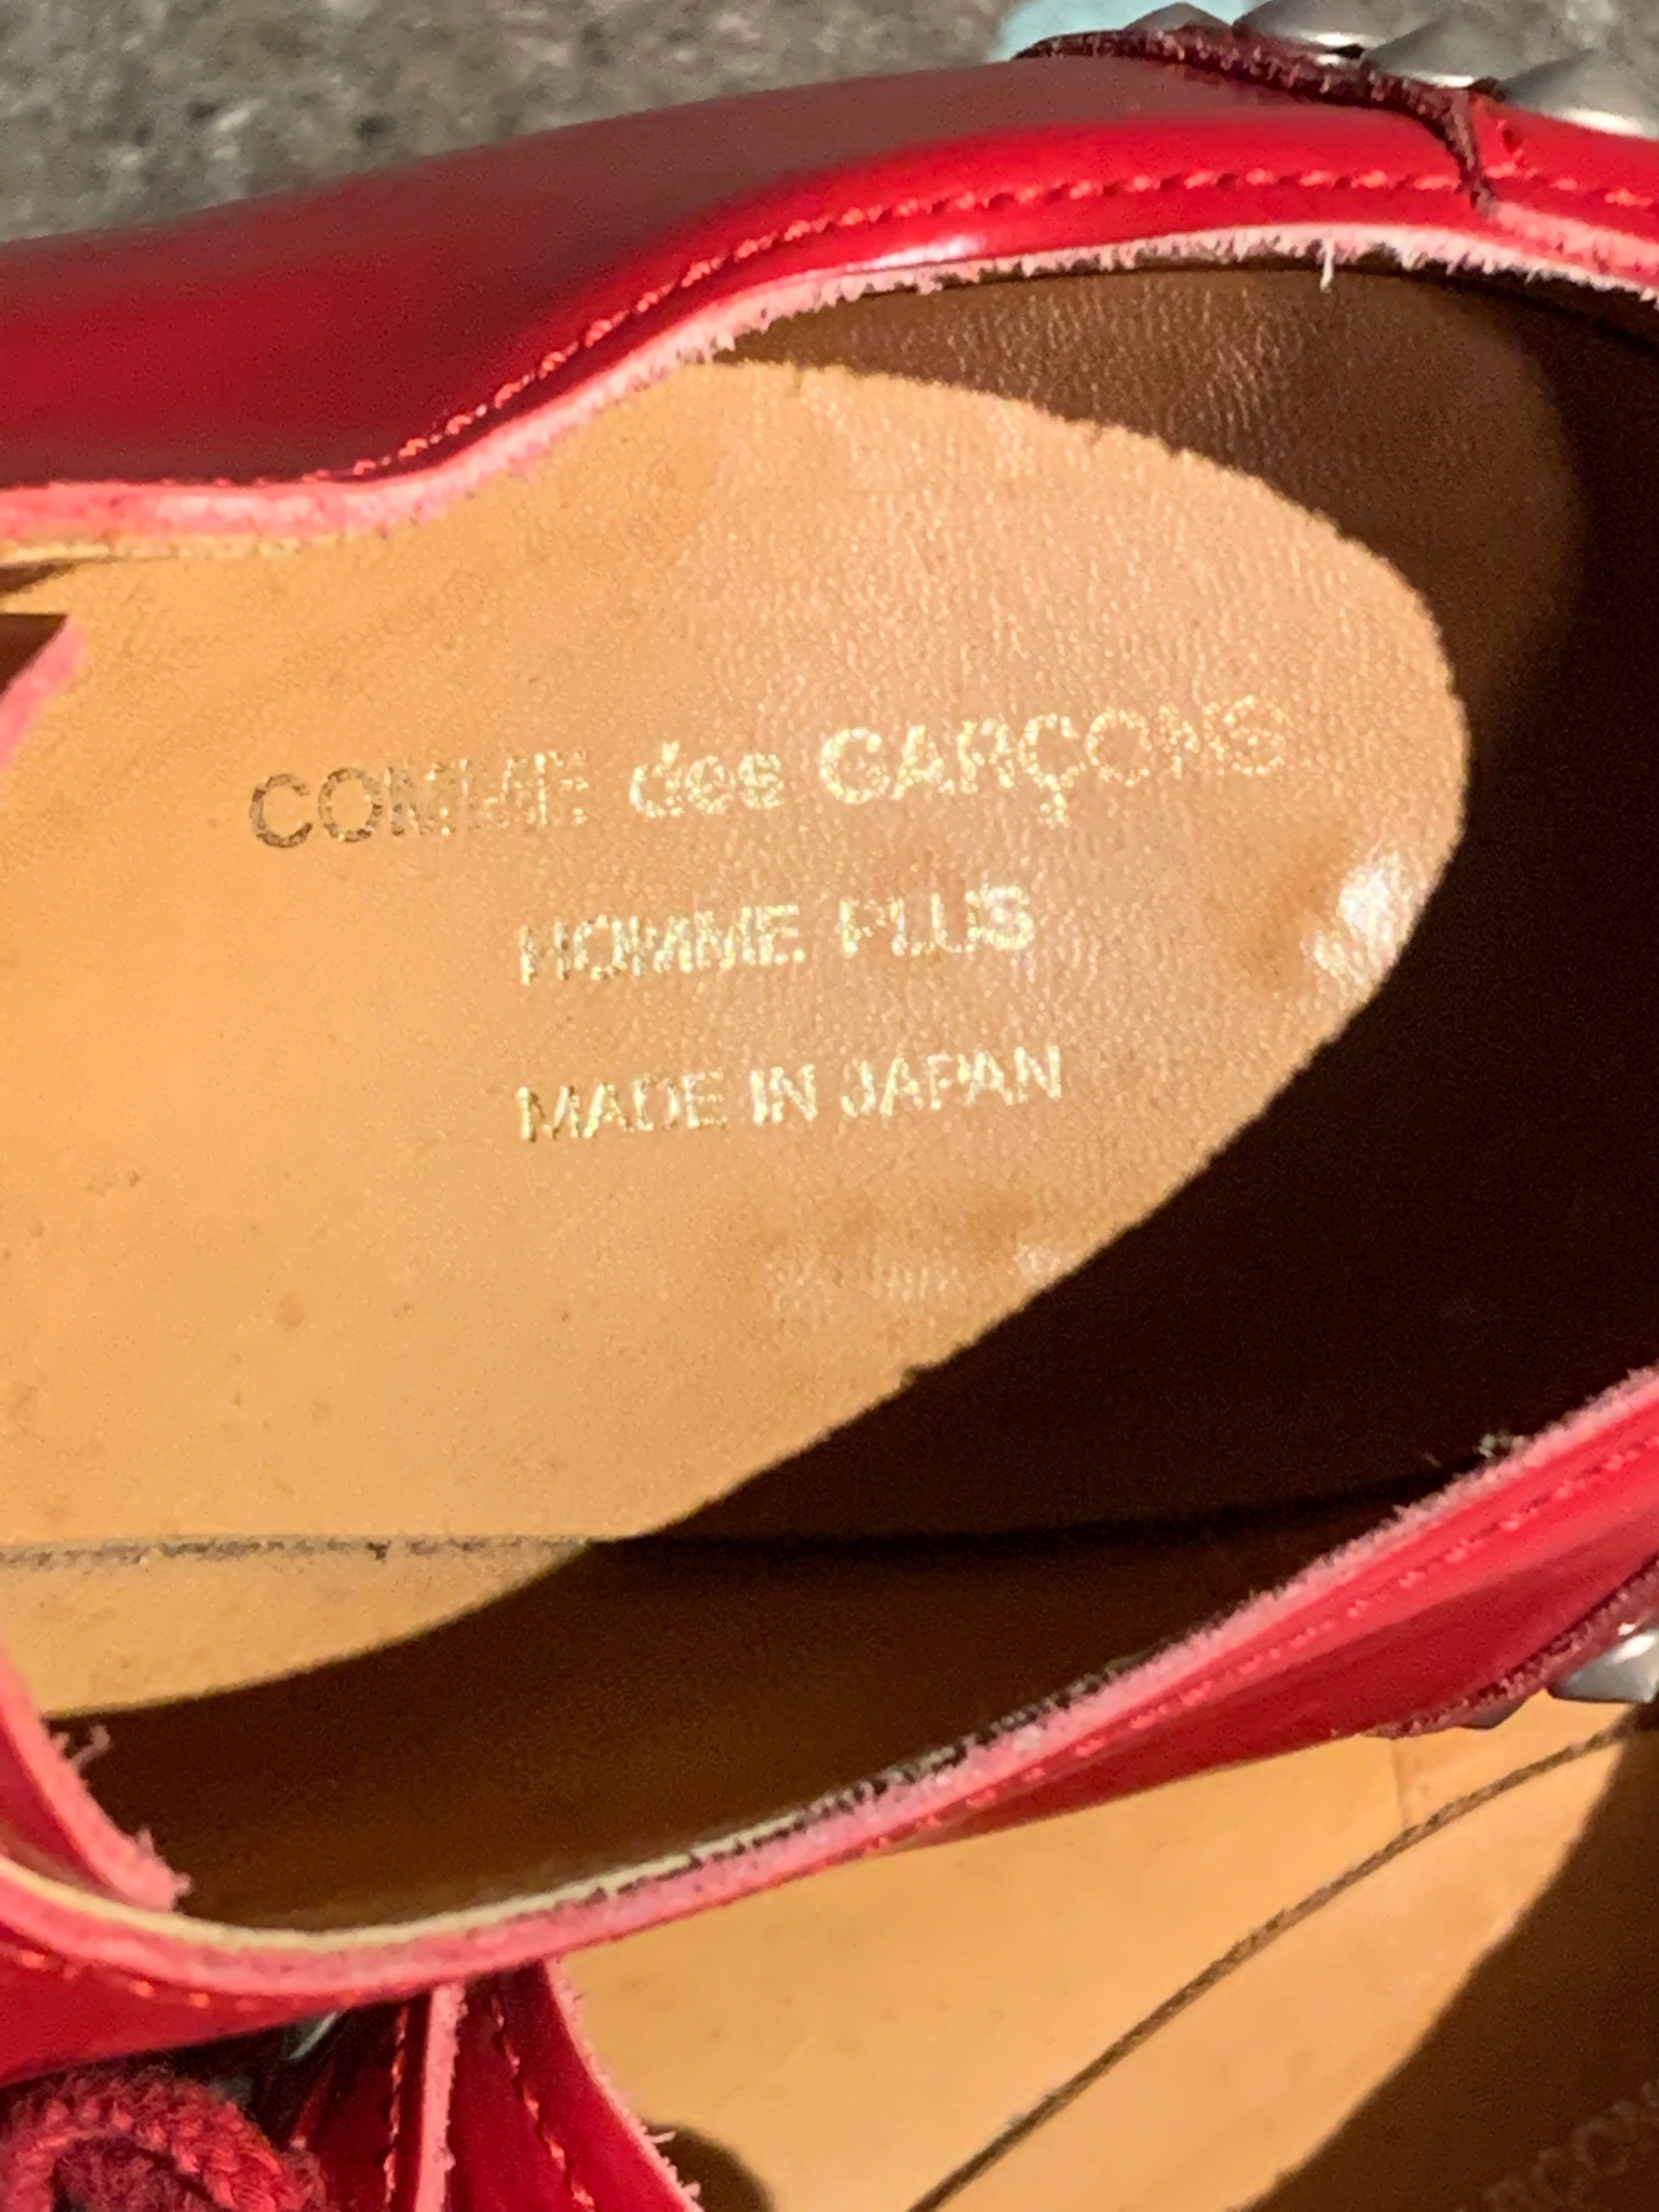 COMME des GARÇONS
HOMME PLUS
MADE IN JAPAN